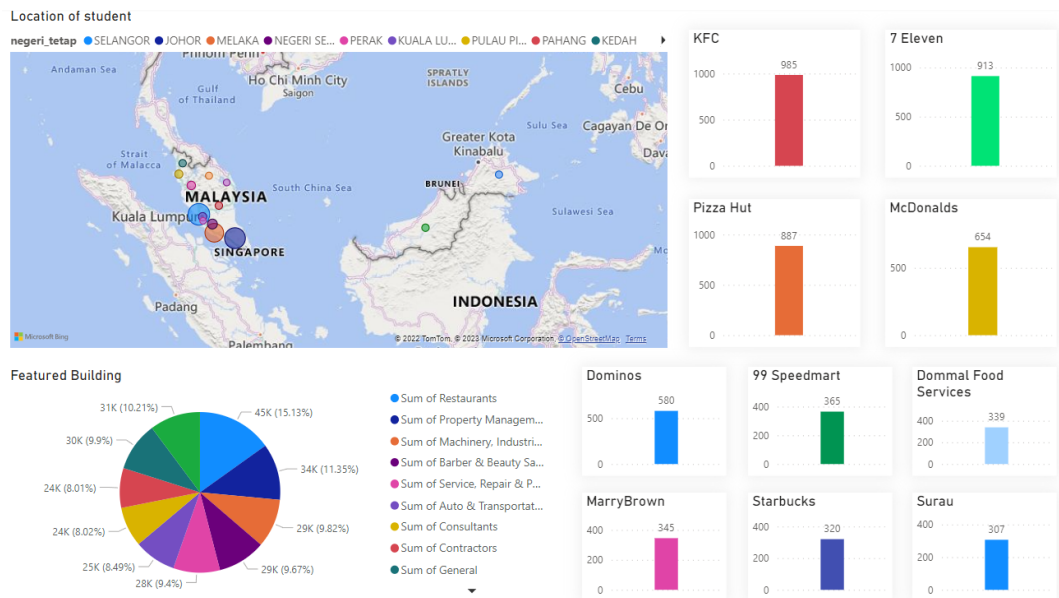 Location of student
negeri_tetap SELANGOR JOHOR MELAKA NEGERI SE... PERAK KUALA LU... PULAU PI... PAHANG KEDAH
Andaman Sea
Phnom Penh
Ho Chi Minh City
Saigon
Gulf
of Thailand
SPRATLY
ISLANDS
Cebu
Sulu Sea
Cagayan De Or
Greater Kota
Kinabalu
Dava
Strait
of Malacca
MALAYSIA
South China Sea
BRUNEI
Kuala Lumpur
Sulawesi Sea
SINGAPORE
Mc
INDONESIA
Padang
Palembang
Microsoft Bing
© 2022 TomTom, © 2023 Microsoft Corporation, © OpenStreetMap Terms
KFC
985
1000
500
0
7 Eleven
913
1000
500
0
Pizza Hut
887
1000
500
0
McDonalds
654
500
0
Featured Building
31K (10.21%)
45K (15.13%)
30K (9.9%)
34K (11.35%)
24K (8.01%)
29K (9.82%)
24K (8.02%)
29K (9.67%)
25K (8.49%)
28K (9.4%)
Sum of Restaurants
Sum of Property Managem...
Sum of Machinery, Industri...
Sum of Barber & Beauty Sa...
Sum of Service, Repair & P...
Sum of Auto & Transportat...
Sum of Consultants
Sum of Contractors
Sum of General
Dominos
580
500
0
99 Speedmart
365
400
200
0
Dommal Food
Services
339
400
200
0
MarryBrown
345
400
200
0
Starbucks
320
400
200
0
Surau
307
400
200
0